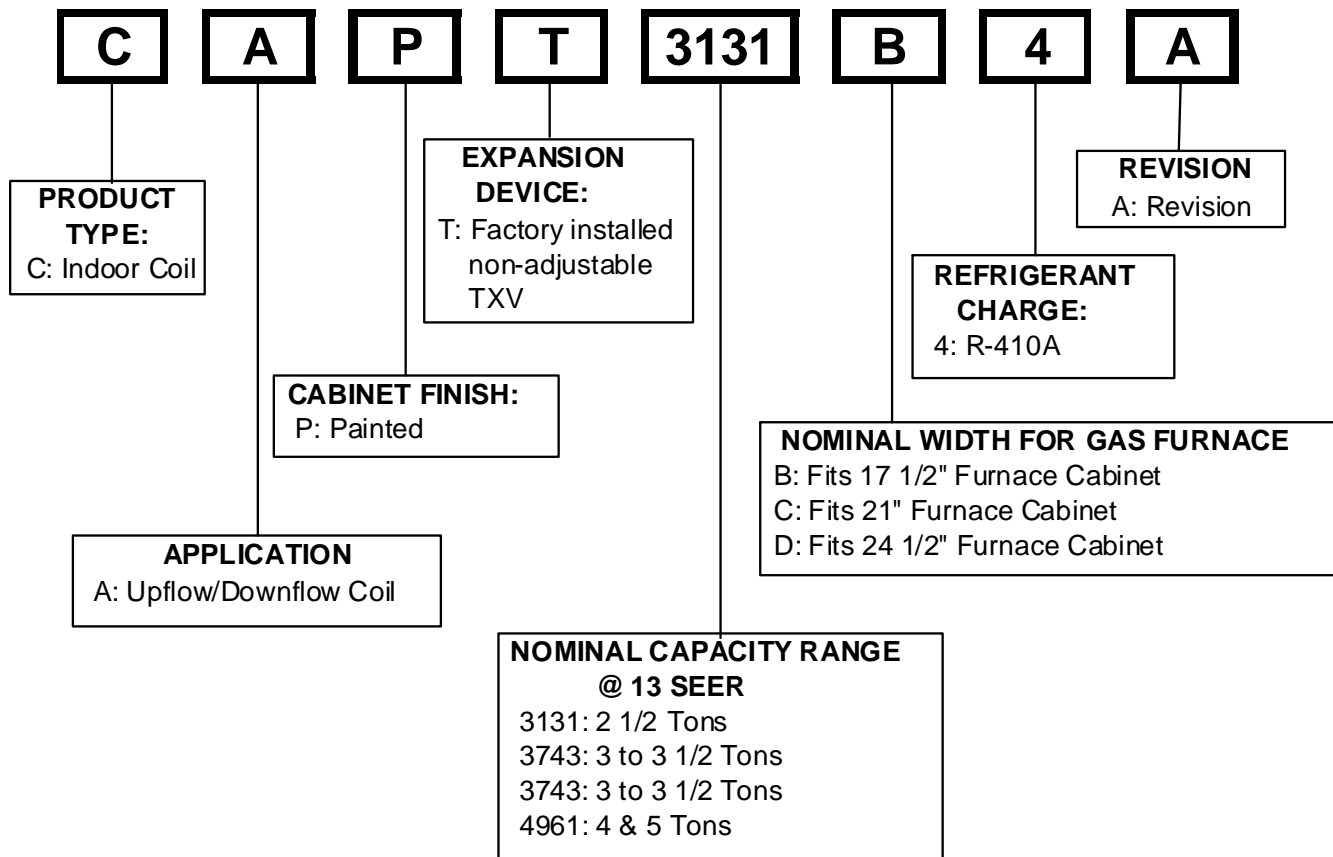 C A P T 3131 B 4 A
PRODUCT
TYPE:
C: Indoor Coil
EXPANSION
DEVICE:
T: Factory installed
non-adjustable
TXV
REVISION
A: Revision
REFRIGERANT
CHARGE:
4: R-410A
CABINET FINISH:
P: Painted
NOMINAL WIDTH FOR GAS FURNACE
B: Fits 17 1/2" Furnace Cabinet
C: Fits 21" Furnace Cabinet
D: Fits 24 1/2" Furnace Cabinet
APPLICATION
A: Upflow/Downflow Coil
NOMINAL CAPACITY RANGE
@ 13 SEER
3131: 2 1/2 Tons
3743: 3 to 3 1/2 Tons
3743: 3 to 3 1/2 Tons
4961: 4 & 5 Tons